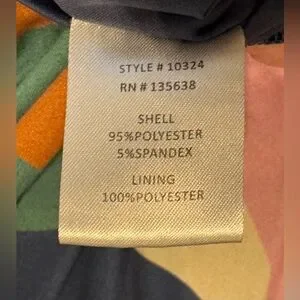 STYLE # 10324
RN # 135638
SHELL
95%POLYESTER
5%SPANDEX
LINING
100%POLYESTER